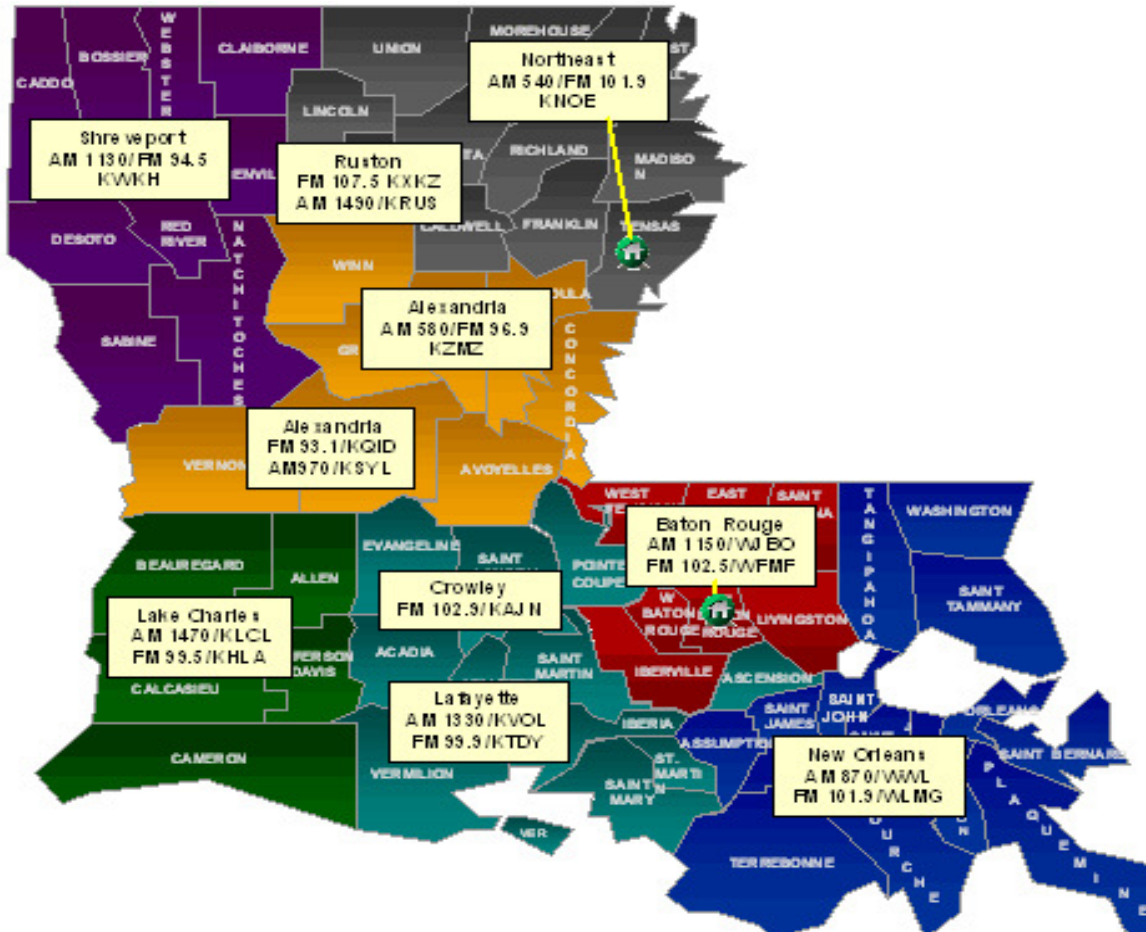 WEBSTER
CLAIBORNE
UNION
MOREHOUSE
BOSSIER
CADDO
Northeast
AM 540/FM 101.9
KNOE
LINCOLN
Shreveport
AM 1130/FM 94.5
KWKH
Ruston
FM 107.5 KXKZ
AM 1490/KRUS
RICHLAND
MADISON
DESOTO
RED RIVER
NATCHITOCHES
CALDWELL
FRANKLIN
TENSAS
WINN
SABINE
Alexandria
AM 580/FM 96.9
KZMZ
CONCORDIA
Alexandria
FM 93.1/KQID
AM970/KSYL
VERNON
AVOYELLES
WEST
EAST
SAINT
TANGIPAHOA
WASHINGTON
Baton Rouge
AM 1150/WJBO
FM 102.5/WFMF
EVANGELINE
SAINT
POINTE
COUPE
BEAUREGARD
ALLEN
SAINT
TAMMANY
Crowley
FM 102.9/KAJN
W
BATON
ROUGE
ROUGE
LIVINGSTON
Lake Charles
AM 1470/KLCL
FM 99.5/KHLA
FERSON
DAVIS
ACADIA
SAINT
MARTIN
IBERVILLE
ASCENSION
CALCASIEU
Lafayette
AM 1330/KVOL
FM 99.9/KTDY
IBERIA
SAINT
JAMES
SAINT
JOHN
ORLEANS
ASSUMPTION
CAMERON
VERMILION
ST.
MARTI
N
SAINT
MARY
New Orleans
AM 870/WWL
FM 101.9/WLMG
SAINT BERNARD
PLAQUEMINE
VER
TERREBONNE
OURCHE